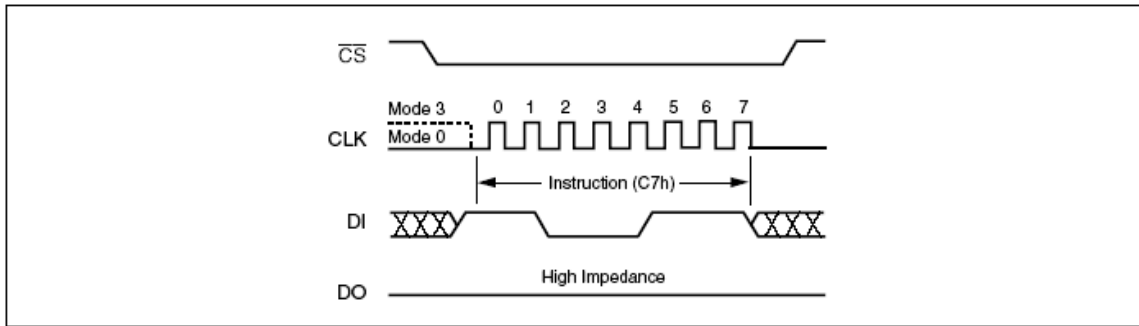 CS
Mode 3 0 1 2 3 4 5 6 7
CLK Mode 0
Instruction (C7h)
DI
High Impedance
DO